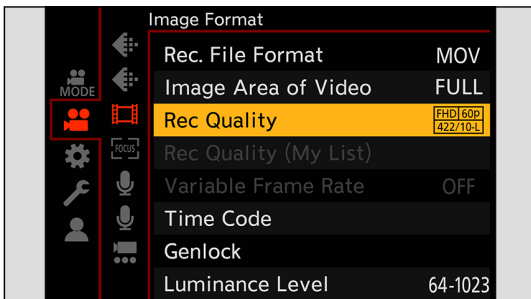 Image Format
Rec. File Format MOV
Image Area of Video FULL
MODE
Rec Quality FHD 60p 422/10-L
Rec Quality (My List)
FOCUS
Variable Frame Rate OFF
Time Code
Genlock
Luminance Level 64-1023